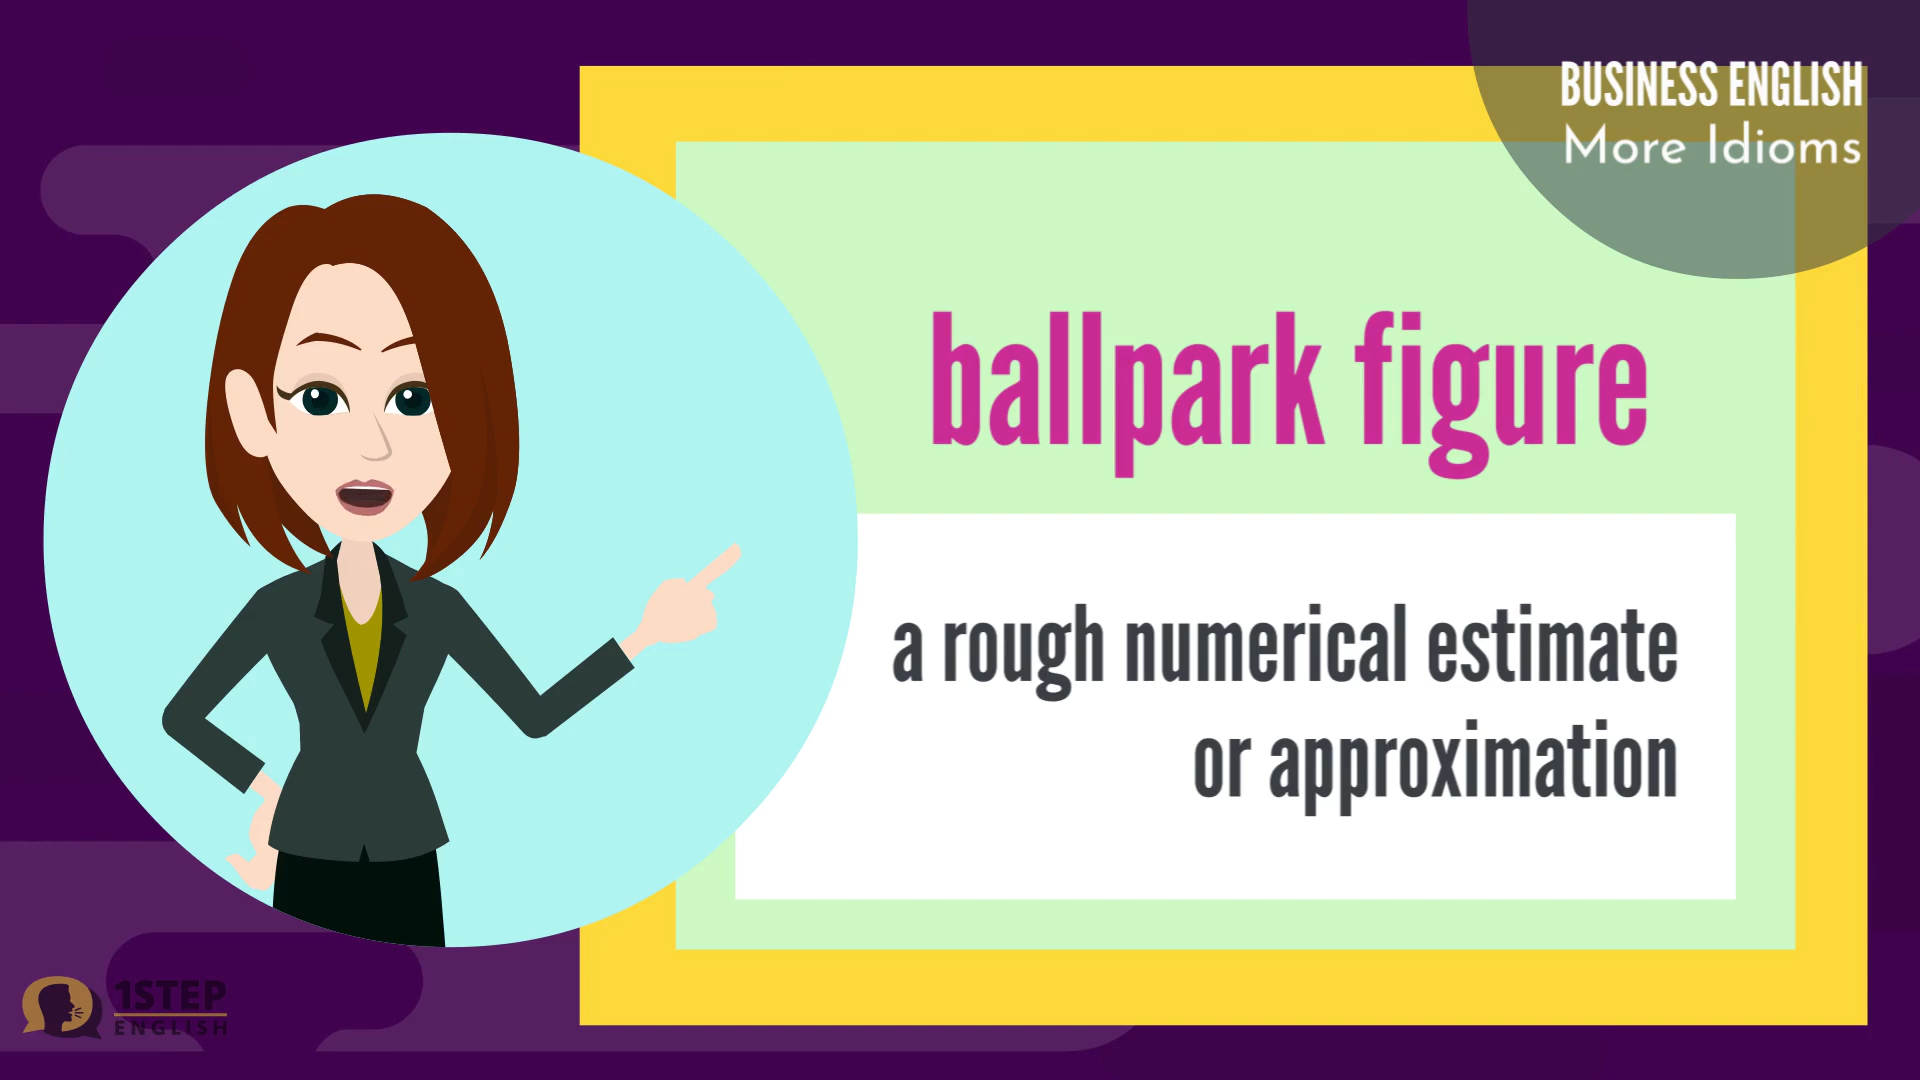 BUSINESS ENGLISH
More Idioms
ballpark figure
a rough numerical estimate
or approximation
1STEP
ENGLISH